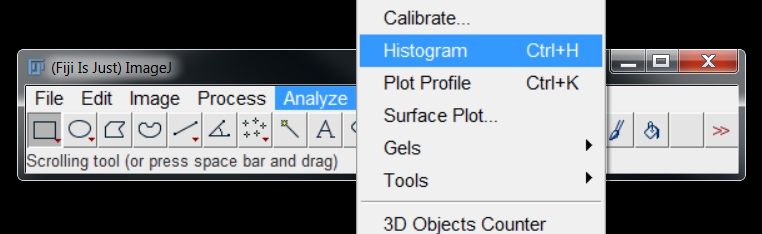 Calibrate...
Histogram Ctrl+H
(Fiji Is Just) ImageJ
Plot Profile Ctrl+K
File Edit Image Process Analyze
Surface Plot...
A
>>
Gels
Scrolling tool (or press space bar and drag)
Tools
3D Objects Counter